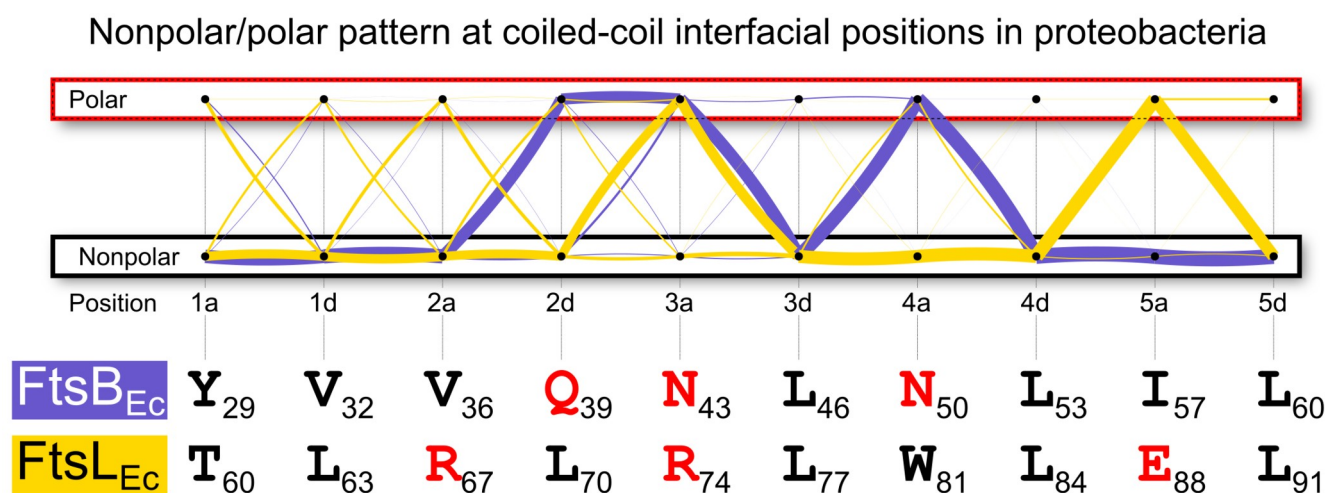 Nonpolar/polar pattern at coiled-coil interfacial positions in proteobacteria
Polar
Nonpolar
Position 1a 1d 2a 2d 3a 3d 4a 4d 5a 5d
FtsB_Ec Y29 V32 V36 Q39 N43 L46 N50 L53 I57 L60
FtsL_Ec T60 L63 R67 L70 R74 L77 W81 L84 E88 L91